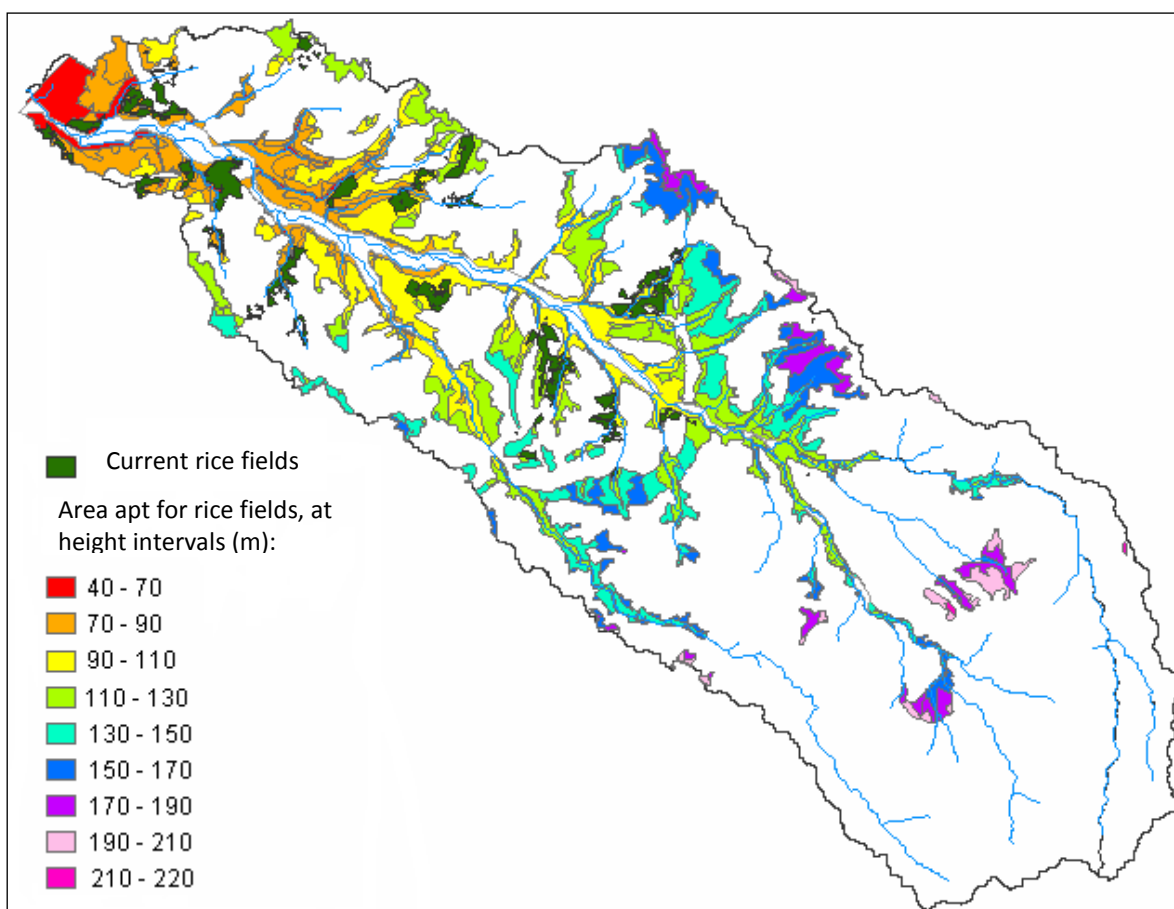 Current rice fields
Area apt for rice fields, at
height intervals (m):
40 - 70
70 - 90
90 - 110
110 - 130
130 - 150
150 - 170
170 - 190
190 - 210
210 - 220